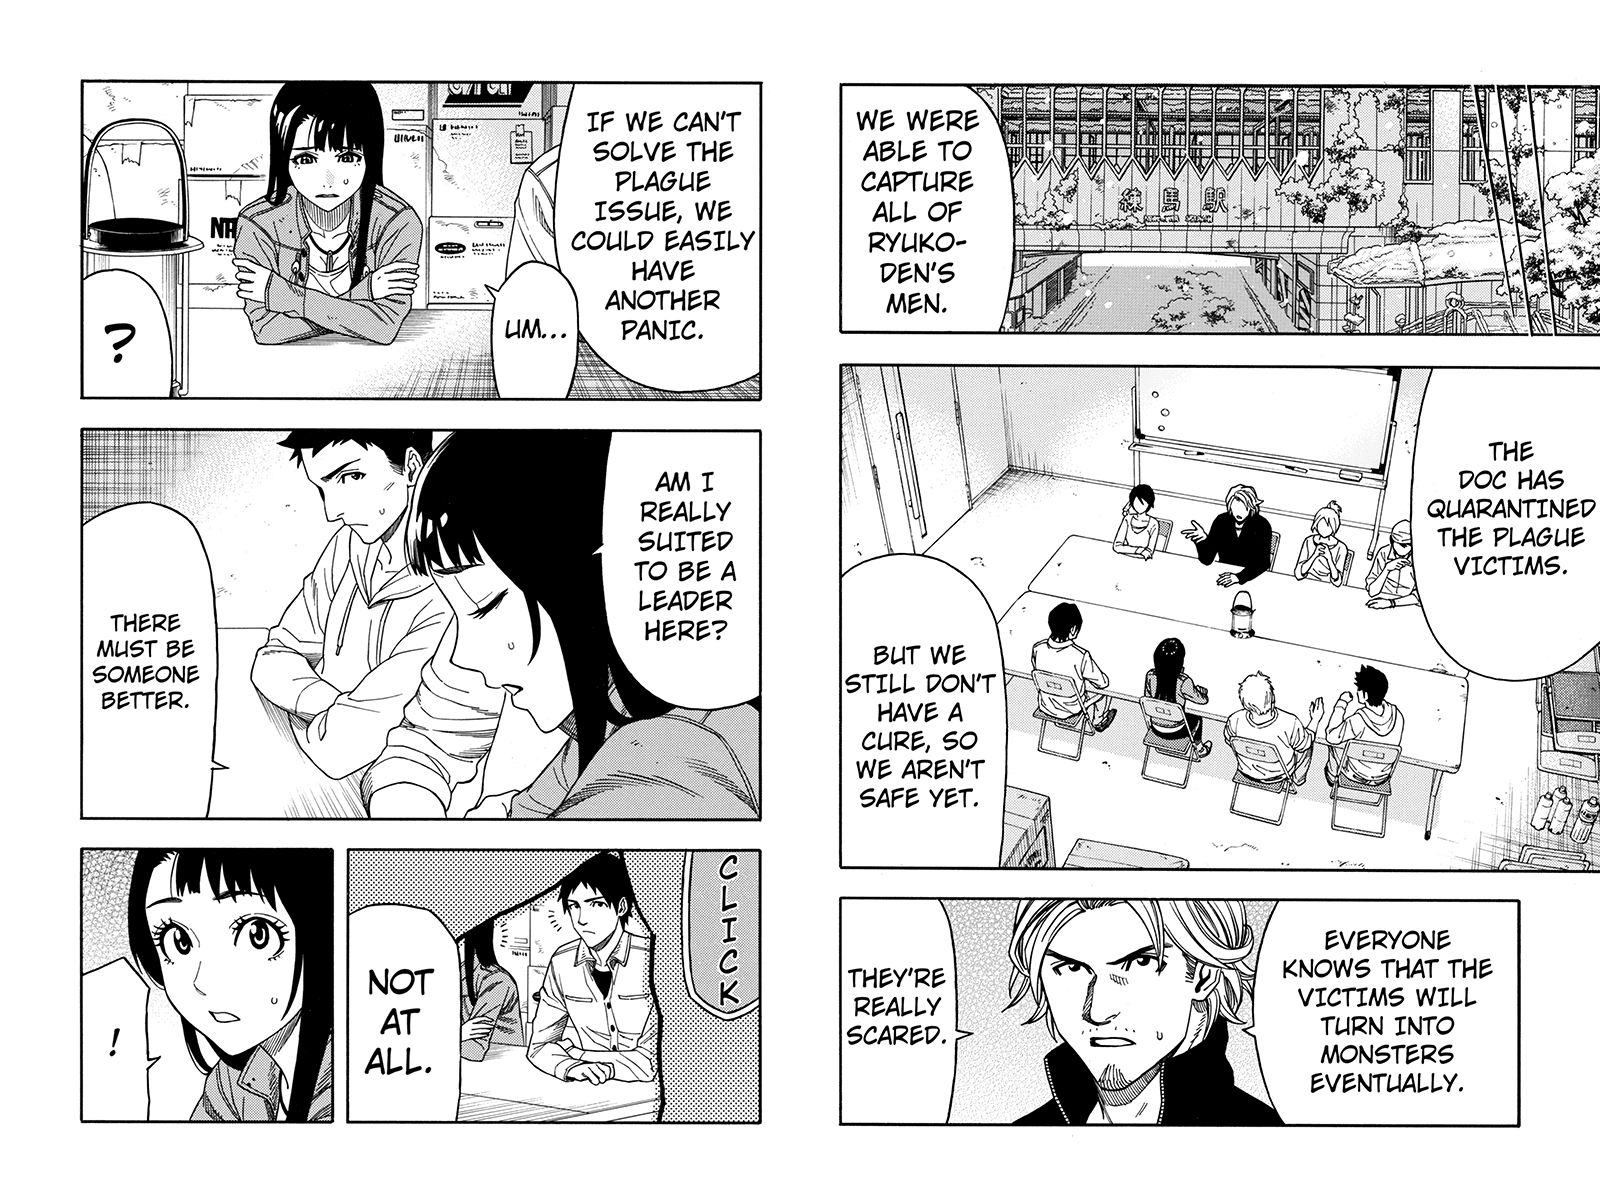 WE WERE
ABLE TO
CAPTURE
ALL OF
RYUKO-
DEN'S
MEN.
練馬駅
THE
DOC HAS
QUARANTINED
THE PLAGUE
VICTIMS.
BUT WE
STILL DON'T
HAVE A
CURE, SO
WE AREN'T
SAFE YET.
EVERYONE
KNOWS THAT THE
VICTIMS WILL
TURN INTO
MONSTERS
EVENTUALLY.
THEY'RE
REALLY
SCARED.
IF WE CAN'T
SOLVE THE
PLAGUE
ISSUE, WE
COULD EASILY
HAVE
ANOTHER
PANIC.
UM...
?
AM I
REALLY
SUITED
TO BE A
LEADER
HERE?
THERE
MUST BE
SOMEONE
BETTER.
CLICK
NOT
AT
ALL.
!